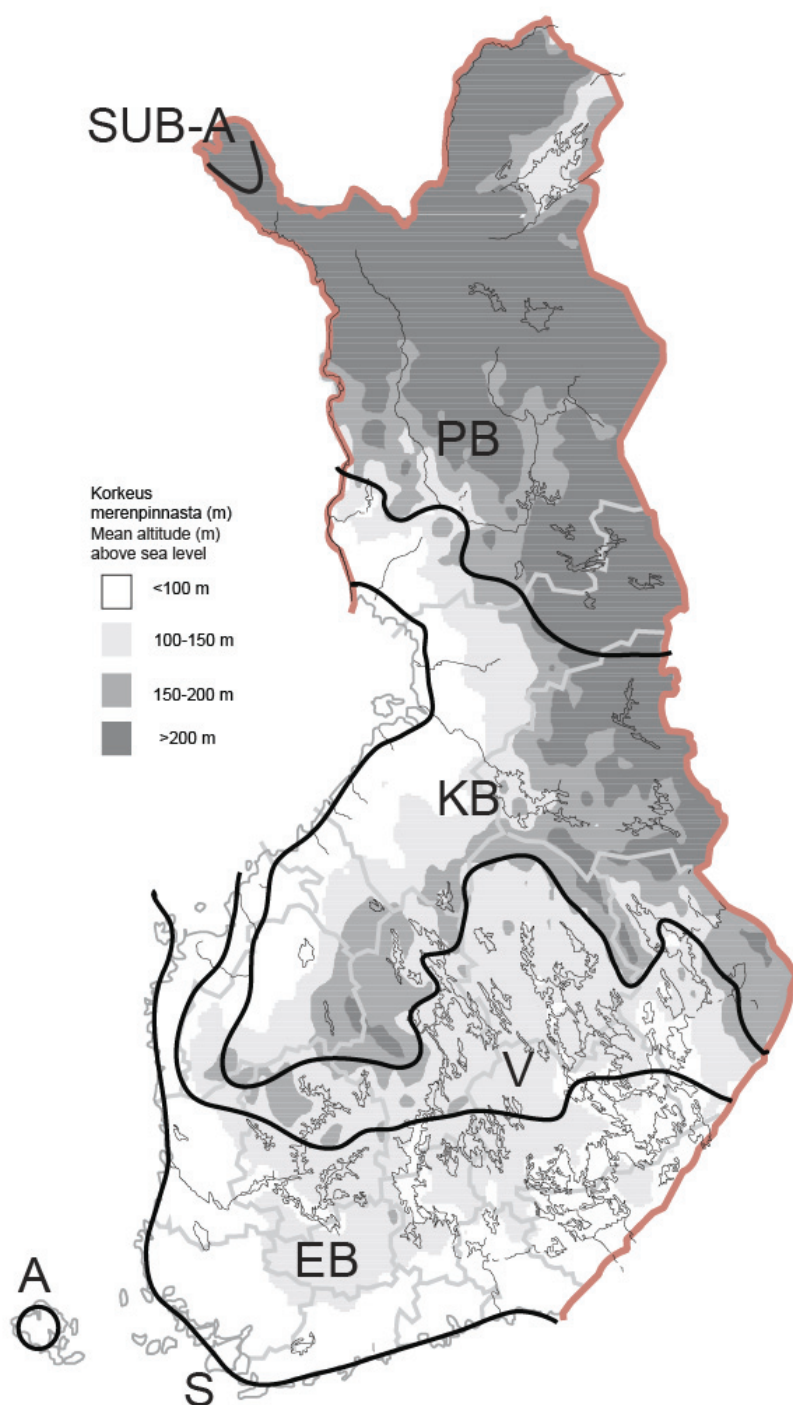 SUB-A
PB
Korkeus
merenpinnasta (m)
Mean altitude (m)
above sea level
<100 m
100-150 m
150-200 m
>200 m
KB
V
EB
A
S